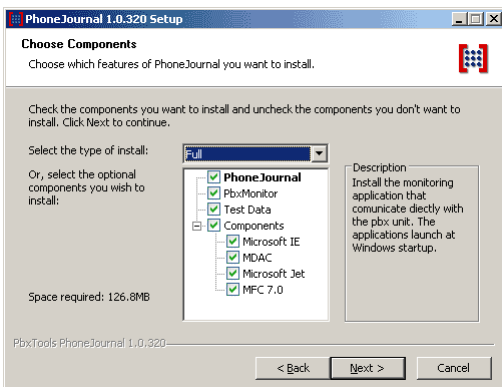 PhoneJournal 1.0.320 Setup
Choose Components
Choose which features of PhoneJournal you want to install.
Check the components you want to install and uncheck the components you don't want to
install. Click Next to continue.
Select the type of install:
Full
Or, select the optional
components you wish to
install:
PhoneJournal
PbxMonitor
Test Data
Components
Microsoft IE
MDAC
Microsoft Jet
MFC 7.0
Description
Install the monitoring
application that
comunicate diectly with
the pbx unit. The
applications launch at
Windows startup.
Space required: 126.8MB
PbxTools PhoneJournal 1.0.320
< Back
Next >
Cancel